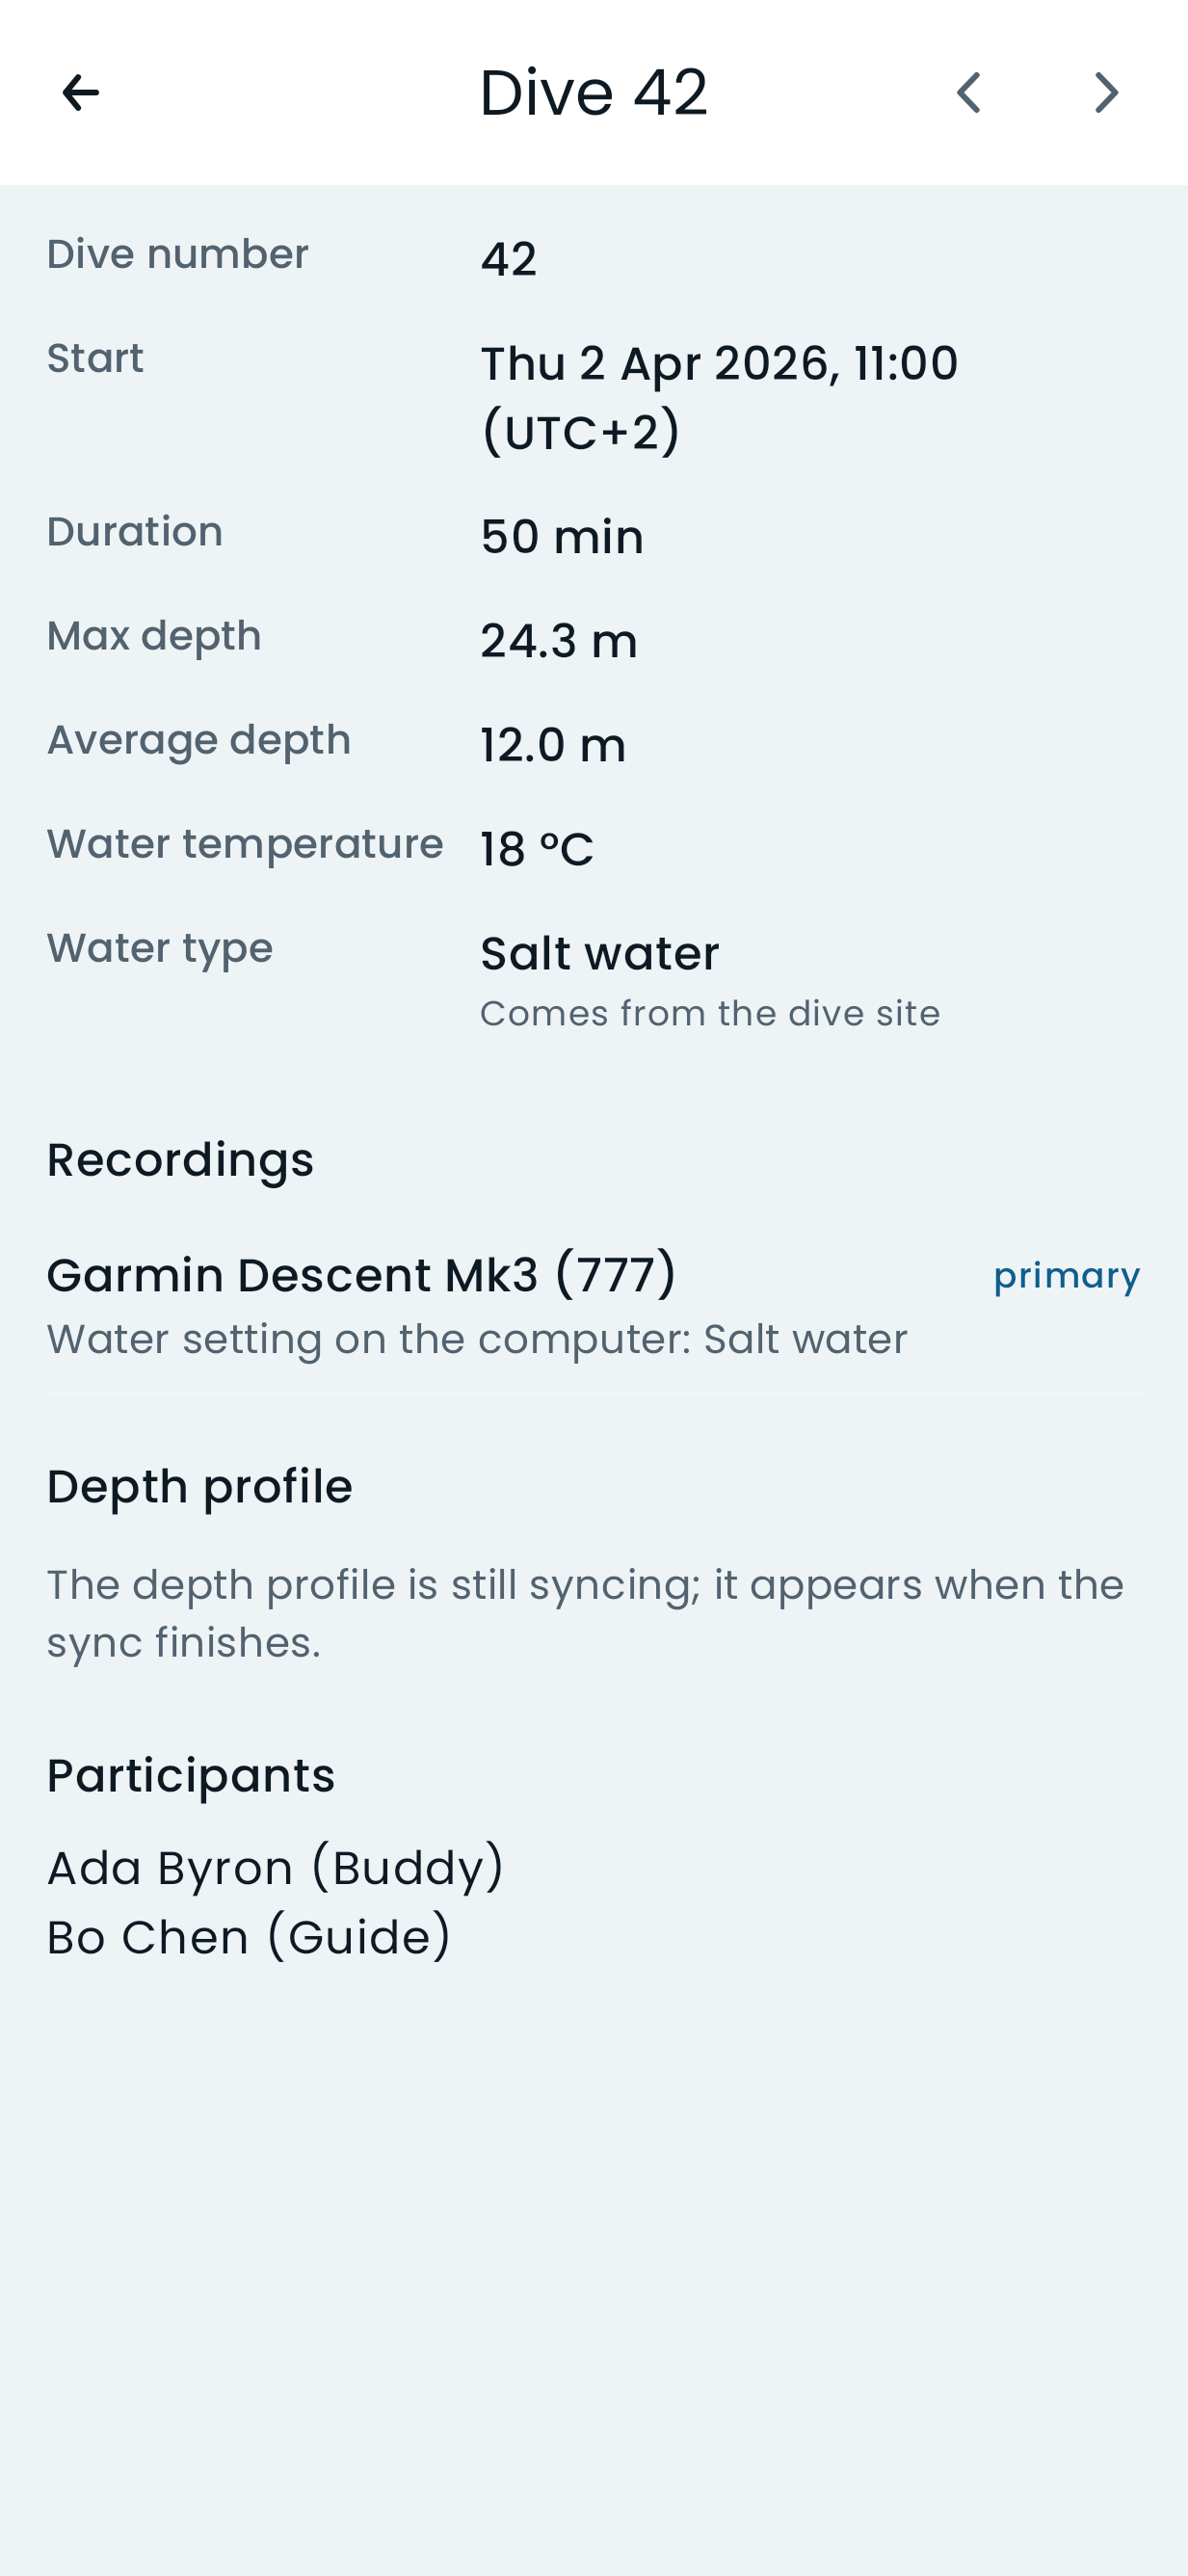 Dive 42
Dive number 42
Start Thu 2 Apr 2026, 11:00
(UTC+2)
Duration 50 min
Max depth 24.3 m
Average depth 12.0 m
Water temperature 18 °C
Water type Salt water
Comes from the dive site
Recordings
Garmin Descent Mk3 (777) primary
Water setting on the computer: Salt water
Depth profile
The depth profile is still syncing; it appears when the
sync finishes.
Participants
Ada Byron (Buddy)
Bo Chen (Guide)